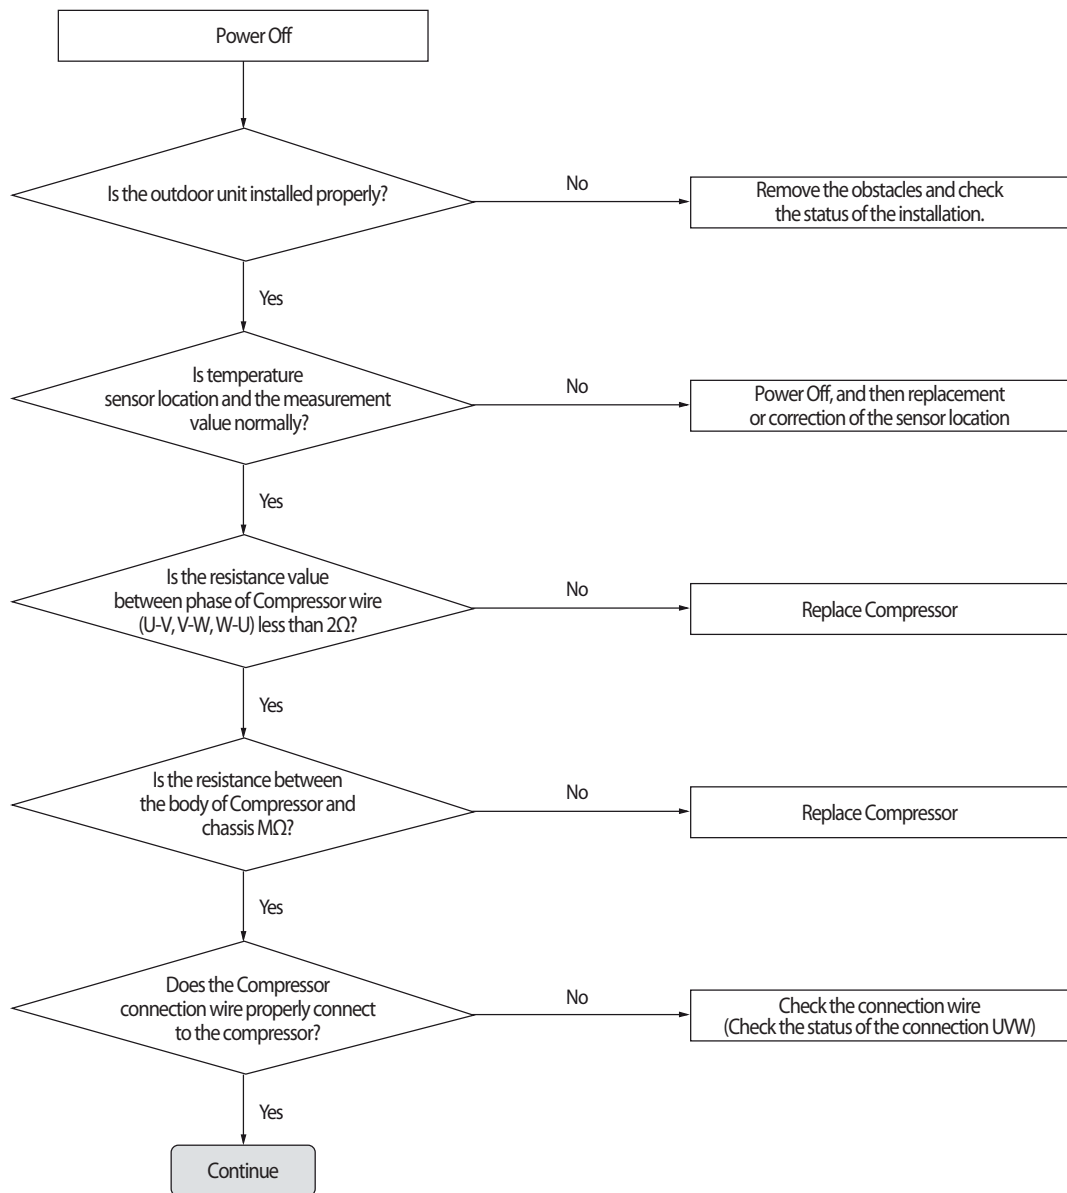 Power Off
Is the outdoor unit installed properly?
No
Remove the obstacles and check
the status of the installation.
Yes
Is temperature
sensor location and the measurement
value normally?
No
Power Off, and then replacement
or correction of the sensor location
Yes
Is the resistance value
between phase of Compressor wire
(U-V, V-W, W-U) less than 2Ω?
No
Replace Compressor
Yes
Is the resistance between
the body of Compressor and
chassis MΩ?
No
Replace Compressor
Yes
Does the Compressor
connection wire properly connect
to the compressor?
No
Check the connection wire
(Check the status of the connection UVW)
Yes
Continue